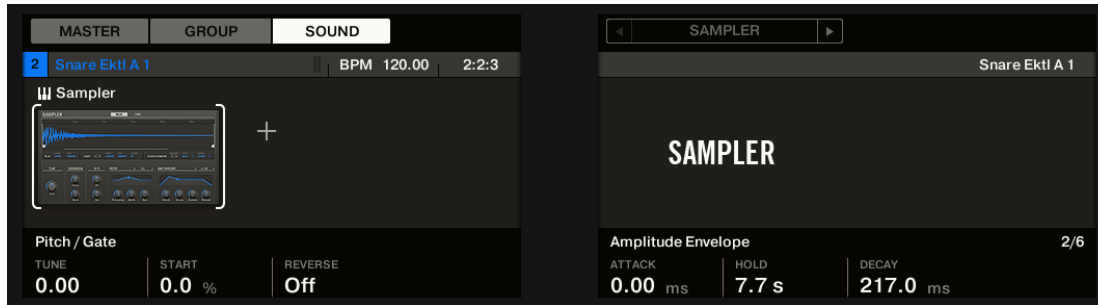 MASTER GROUP SOUND
2 Snare Ektl A 1 BPM 120.00 2:2:3
Sampler
SAMPLER
+
Pitch / Gate
TUNE START REVERSE
0.00 0.0 % Off
SAMPLER
Snare Ektl A 1
SAMPLER
Amplitude Envelope 2/6
ATTACK HOLD DECAY
0.00 ms 7.7 s 217.0 ms